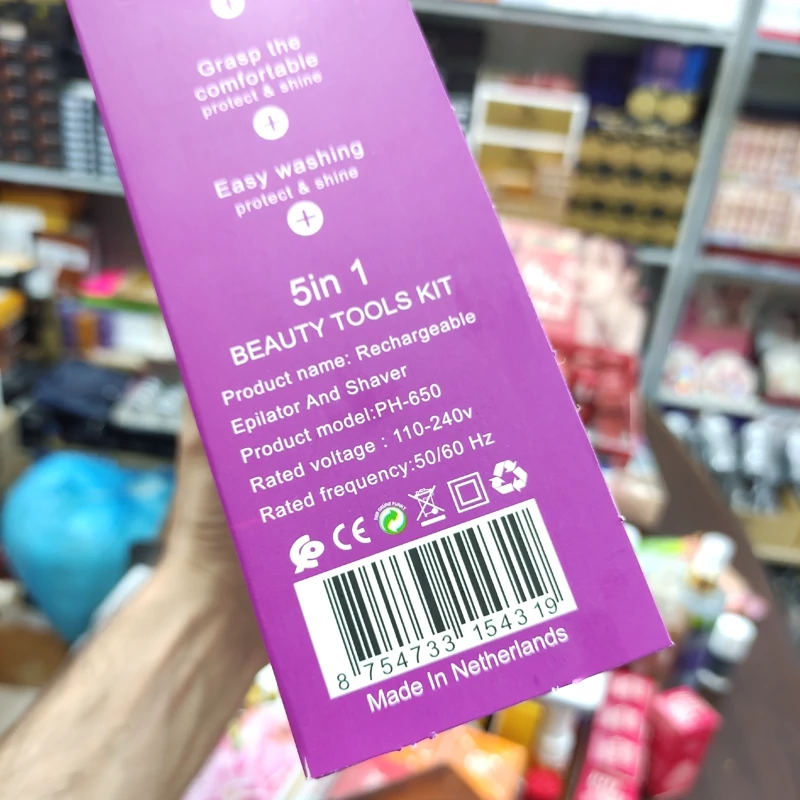 Grasp the
comfortable
protect & shine
Easy washing
protect & shine
5in 1
BEAUTY TOOLS KIT
Product name: Rechargeable
Epilator And Shaver
Product model:PH-650
Rated voltage : 110-240v
Rated frequency:50/60 Hz
CE
8 754733 154319
Made In Netherlands